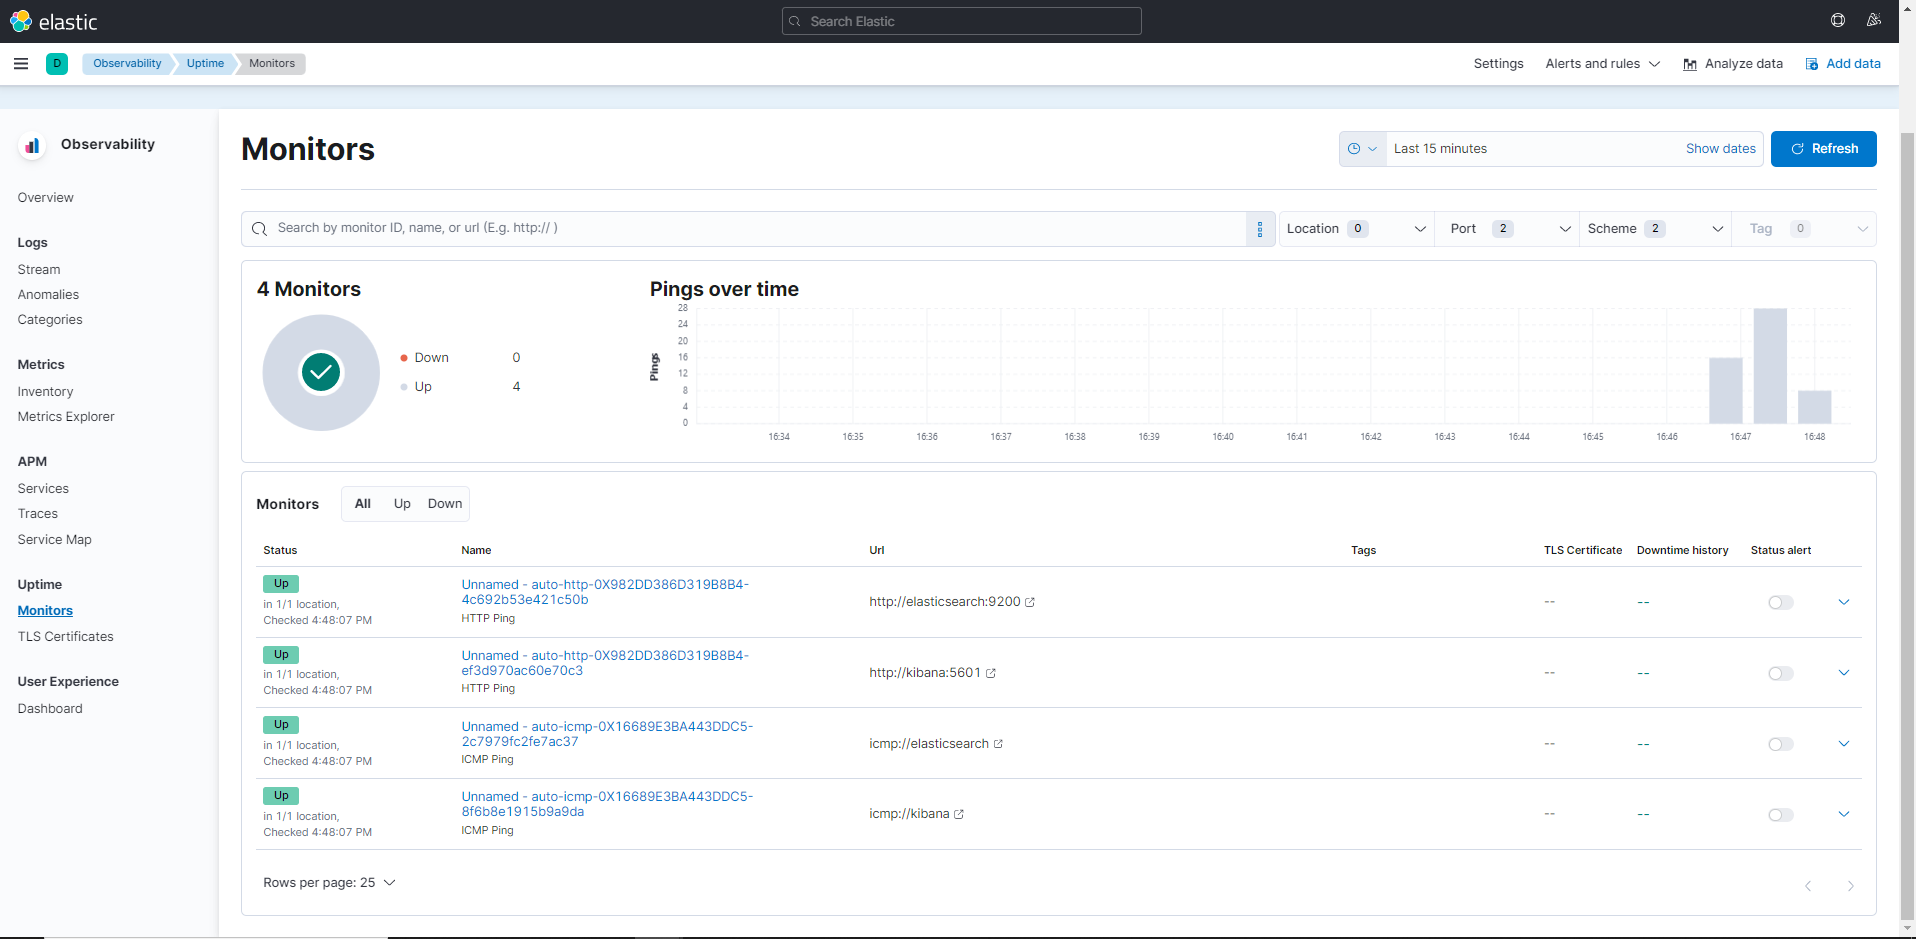 elastic
Search Elastic
D
Observability
Uptime
Monitors
Settings
Alerts and rules
Analyze data
Add data
Observability
Overview
Logs
Stream
Anomalies
Categories
Metrics
Inventory
Metrics Explorer
APM
Services
Traces
Service Map
Uptime
Monitors
TLS Certificates
User Experience
Dashboard
Monitors
Last 15 minutes
Show dates
Refresh
Search by monitor ID, name, or url (E.g. http:// )
Location 0
Port 2
Scheme 2
Tag 0
4 Monitors
Down 0
Up 4
Pings over time
Pings
28
24
20
16
12
8
4
0
16:34 16:35 16:36 16:37 16:38 16:39 16:40 16:41 16:42 16:43 16:44 16:45 16:46 16:47 16:48
Monitors
All Up Down
Status Name Url Tags TLS Certificate Downtime history Status alert
Up
in 1/1 location,
Checked 4:48:07 PM
Unnamed - auto-http-0X982DD386D319B8B4-
4c692b53e421c50b
HTTP Ping
http://elasticsearch:9200
-- --
Up
in 1/1 location,
Checked 4:48:07 PM
Unnamed - auto-http-0X982DD386D319B8B4-
ef3d970ac60e70c3
HTTP Ping
http://kibana:5601
-- --
Up
in 1/1 location,
Checked 4:48:07 PM
Unnamed - auto-icmp-0X16689E3BA443DDC5-
2c7979fc2fe7ac37
ICMP Ping
icmp://elasticsearch
-- --
Up
in 1/1 location,
Checked 4:48:07 PM
Unnamed - auto-icmp-0X16689E3BA443DDC5-
8f6b8e1915b9a9da
ICMP Ping
icmp://kibana
-- --
Rows per page: 25